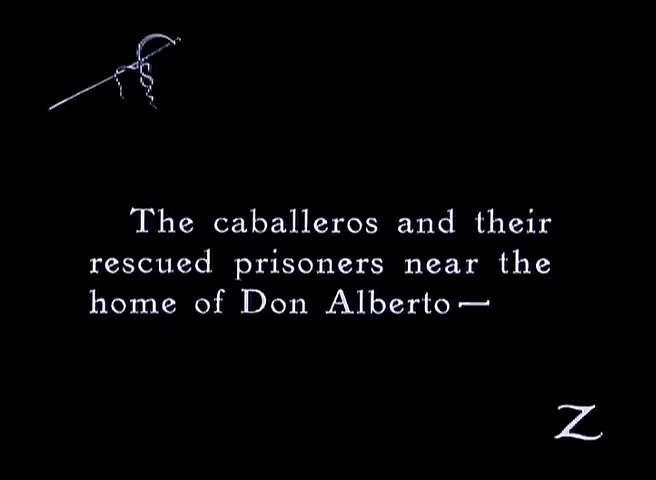 The caballeros and their
rescued prisoners near the
home of Don Alberto—
Z